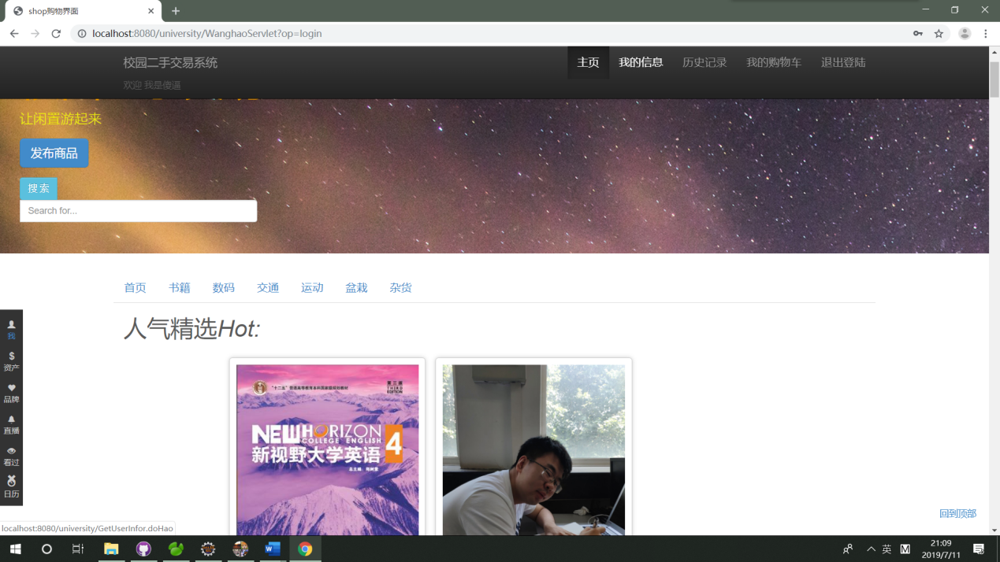 shop购物界面
localhost:8080/university/WanghaoServlet?op=login
校园二手交易系统
主页 我的信息 历史记录 我的购物车 退出登陆
欢迎 我是傻逼
让闲置游起来
发布商品
搜索
Search for...
首页 书籍 数码 交通 运动 盆栽 杂货
人气精选Hot:
我
资产
品牌
直播
看过
日历
"十二五"普通高等教育本科国家级规划教材
第三版
THIRD
EDITION
NEW HORIZON
COLLEGE ENGLISH
新视野大学英语 4
回到顶部
localhost:8080/university/GetUserInfor.doHao
英 M
21:09
2019/7/11